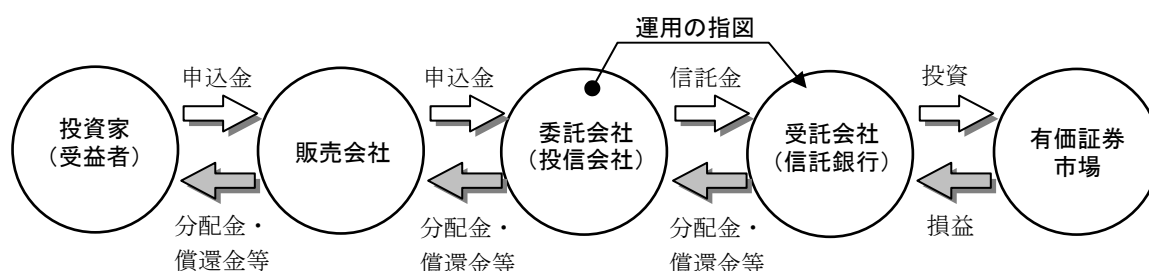 運用の指図
申込金
申込金
信託金
投資
投資家
（受益者）
販売会社
委託会社
（投信会社）
受託会社
（信託銀行）
有価証券
市場
分配金・
償還金等
分配金・
償還金等
分配金・
償還金等
損益